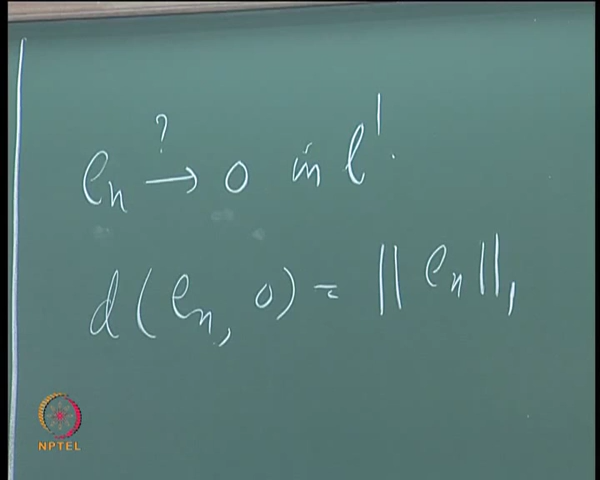 ?
eₙ → 0 in l¹.
d(eₙ, 0) = ||eₙ||₁
NPTEL